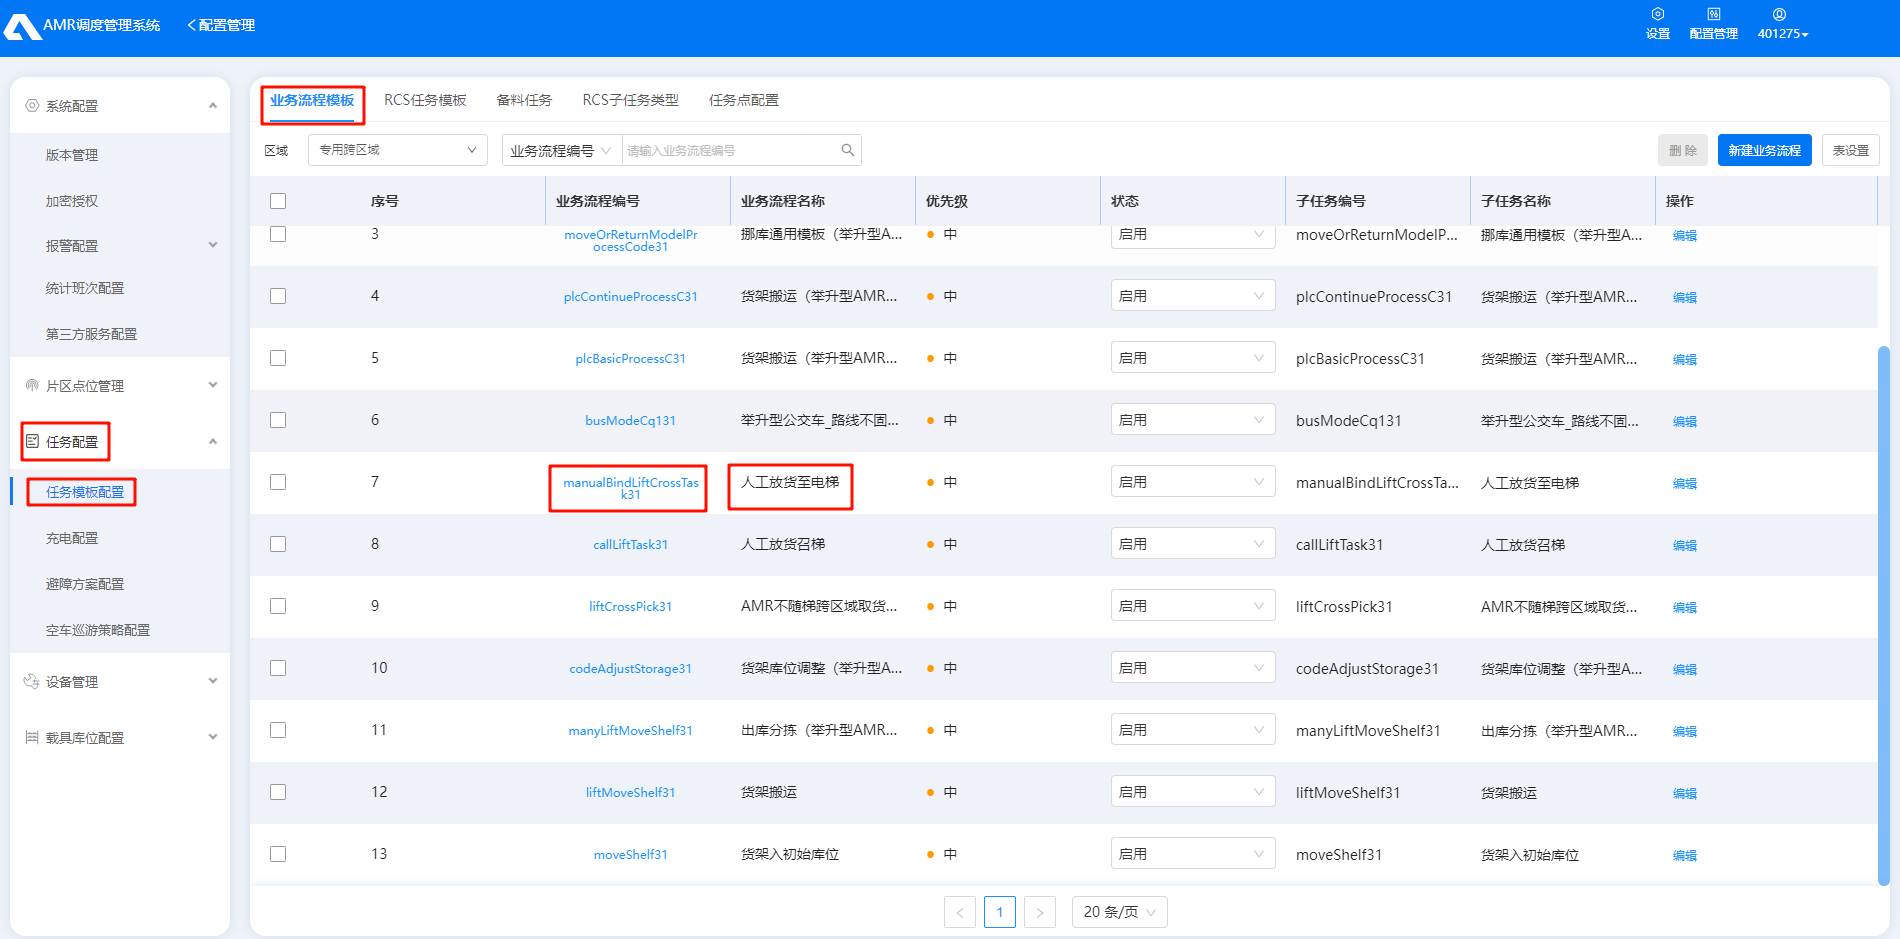 AMR调度管理系统
配置管理
设置
配置管理
401275
系统配置
版本管理
加密授权
报警配置
统计班次配置
第三方服务配置
片区点位管理
任务配置
任务模板配置
充电配置
避障方案配置
空车巡游策略配置
设备管理
载具库位配置
业务流程模板 RCS任务模板 备料任务 RCS子任务类型 任务点配置
区域 专用跨区域 业务流程编号 请输入业务流程编号 删 除 新建业务流程 表设置
序号 业务流程编号 业务流程名称 优先级 状态 子任务编号 子任务名称 操作
3 moveOrReturnModelPr
ocessCode31 挪库通用模板（举升型A... 中 启用 moveOrReturnModelP... 挪库通用模板（举升型A... 编辑
4 plcContinueProcessC31 货架搬运（举升型AMR... 中 启用 plcContinueProcessC31 货架搬运（举升型AMR... 编辑
5 plcBasicProcessC31 货架搬运（举升型AMR... 中 启用 plcBasicProcessC31 货架搬运（举升型AMR... 编辑
6 busModeCq131 举升型公交车_路线不固... 中 启用 busModeCq131 举升型公交车_路线不固... 编辑
7 manualBindLiftCrossTas
k31 人工放货至电梯 中 启用 manualBindLiftCrossTa... 人工放货至电梯 编辑
8 callLiftTask31 人工放货召梯 中 启用 callLiftTask31 人工放货召梯 编辑
9 liftCrossPick31 AMR不随梯跨区域取货... 中 启用 liftCrossPick31 AMR不随梯跨区域取货... 编辑
10 codeAdjustStorage31 货架库位调整（举升型A... 中 启用 codeAdjustStorage31 货架库位调整（举升型A... 编辑
11 manyLiftMoveShelf31 出库分拣（举升型AMR... 中 启用 manyLiftMoveShelf31 出库分拣（举升型AMR... 编辑
12 liftMoveShelf31 货架搬运 中 启用 liftMoveShelf31 货架搬运 编辑
13 moveShelf31 货架入初始库位 中 启用 moveShelf31 货架入初始库位 编辑
< 1 > 20 条/页